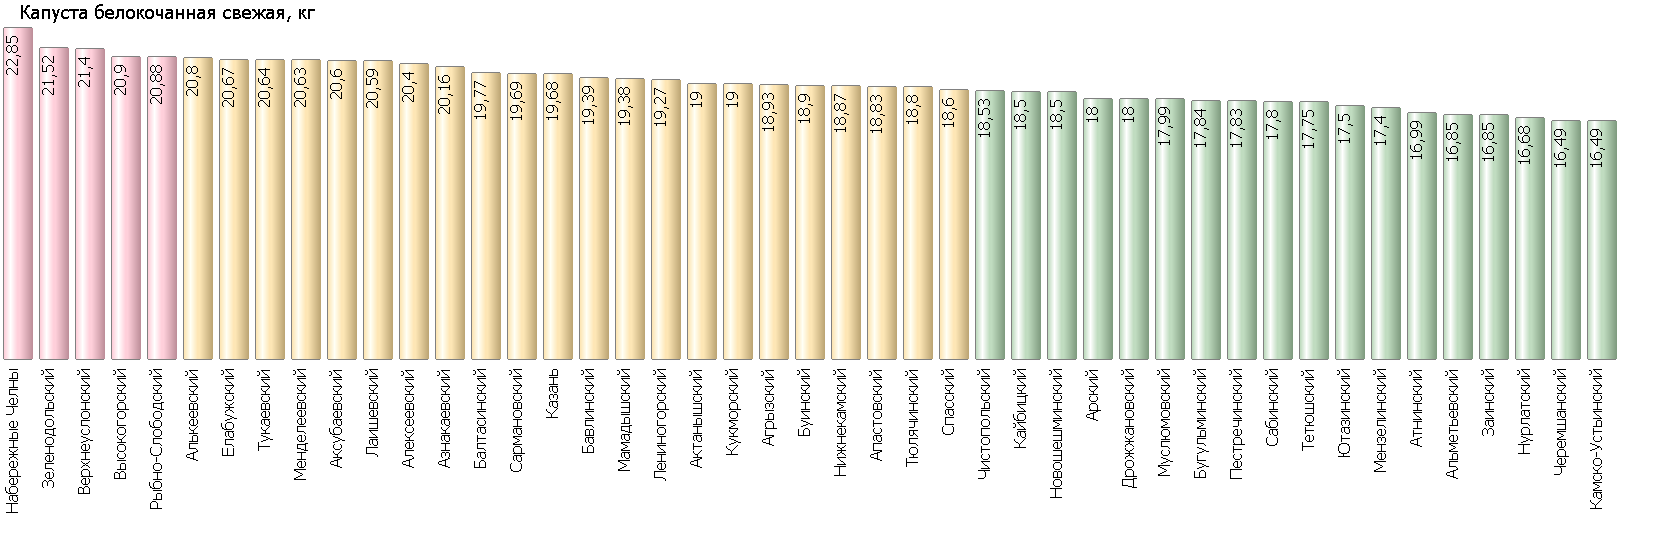 Капуста белокочанная свежая, кг
22,85
21,52
21,4
20,9
20,88
20,8
20,67
20,64
20,63
20,6
20,59
20,4
20,16
19,77
19,69
19,68
19,39
19,38
19,27
19
19
18,93
18,9
18,87
18,83
18,8
18,6
18,53
18,5
18,5
18
18
17,99
17,84
17,83
17,8
17,75
17,5
17,4
16,99
16,85
16,85
16,68
16,49
16,49
Набережные Челны
Зеленодольский
Верхнеуслонский
Высокогорский
Рыбно-Слободский
Алькеевский
Елабужский
Тукаевский
Менделеевский
Аксубаевский
Лаишевский
Алексеевский
Азнакаевский
Балтасинский
Сармановский
Казань
Бавлинский
Мамадышский
Лениногорский
Актанышский
Кукморский
Агрызский
Буинский
Нижнекамский
Апастовский
Тюлячинский
Спасский
Чистопольский
Кайбицкий
Новошешминский
Арский
Дрожжановский
Муслюмовский
Бугульминский
Пестречинский
Сабинский
Тетюшский
Ютазинский
Мензелинский
Атнинский
Альметьевский
Заинский
Нурлатский
Черемшанский
Камско-Устьинский